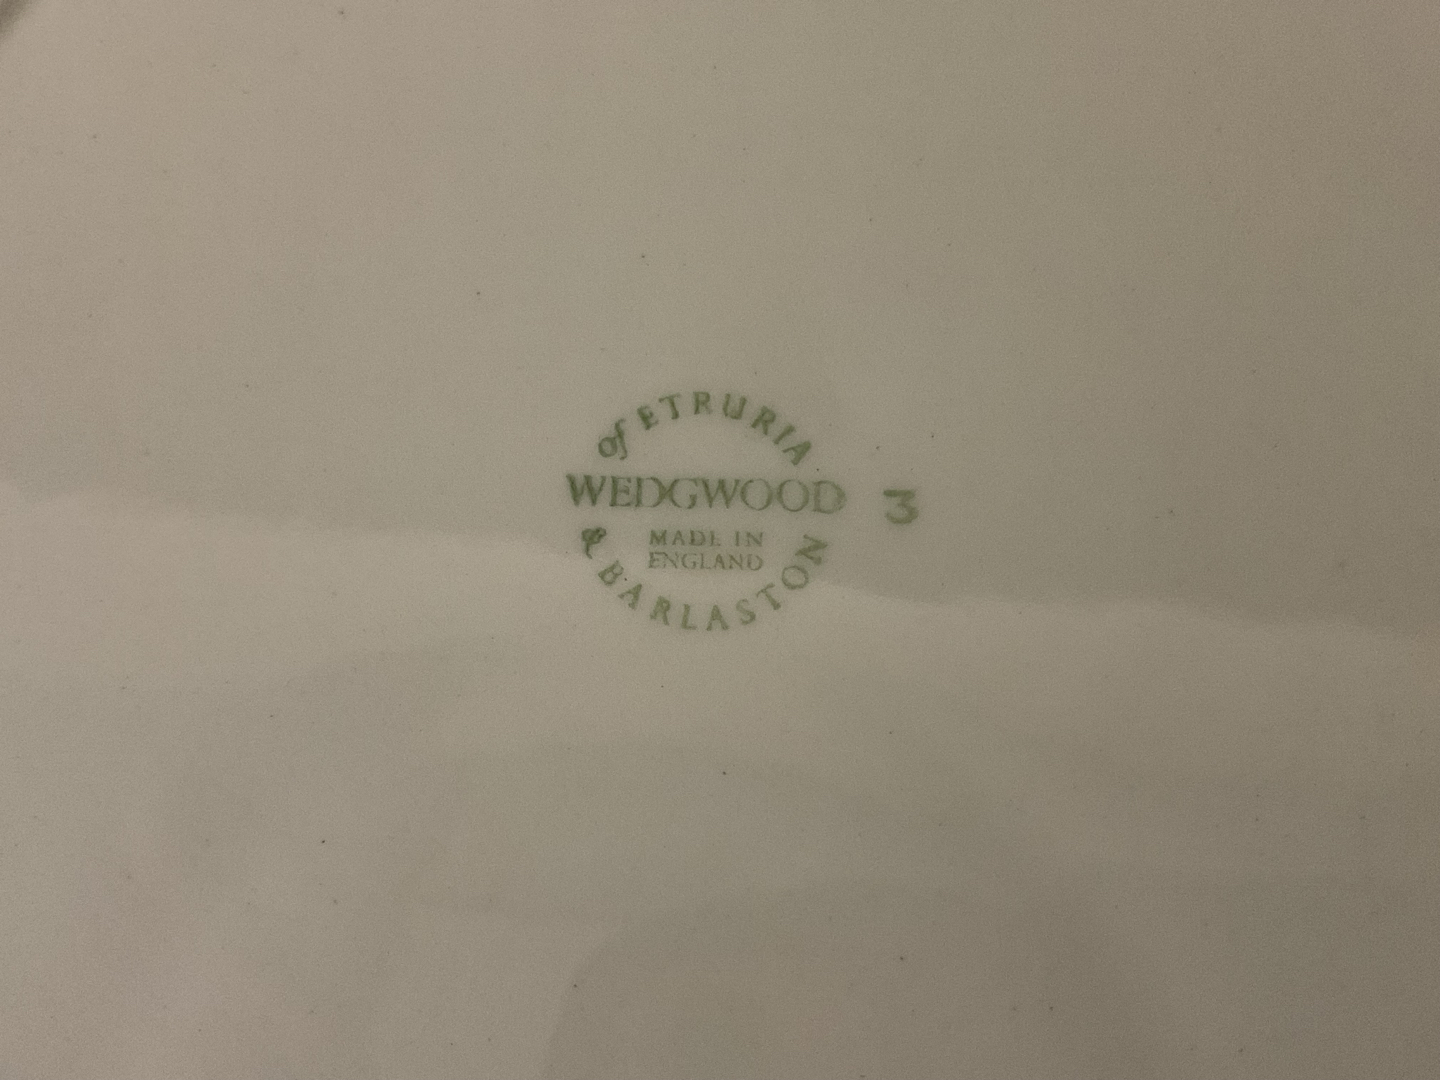 of ETRURIA
WEDGWOOD 3
MADE IN
ENGLAND
& BARLASTON